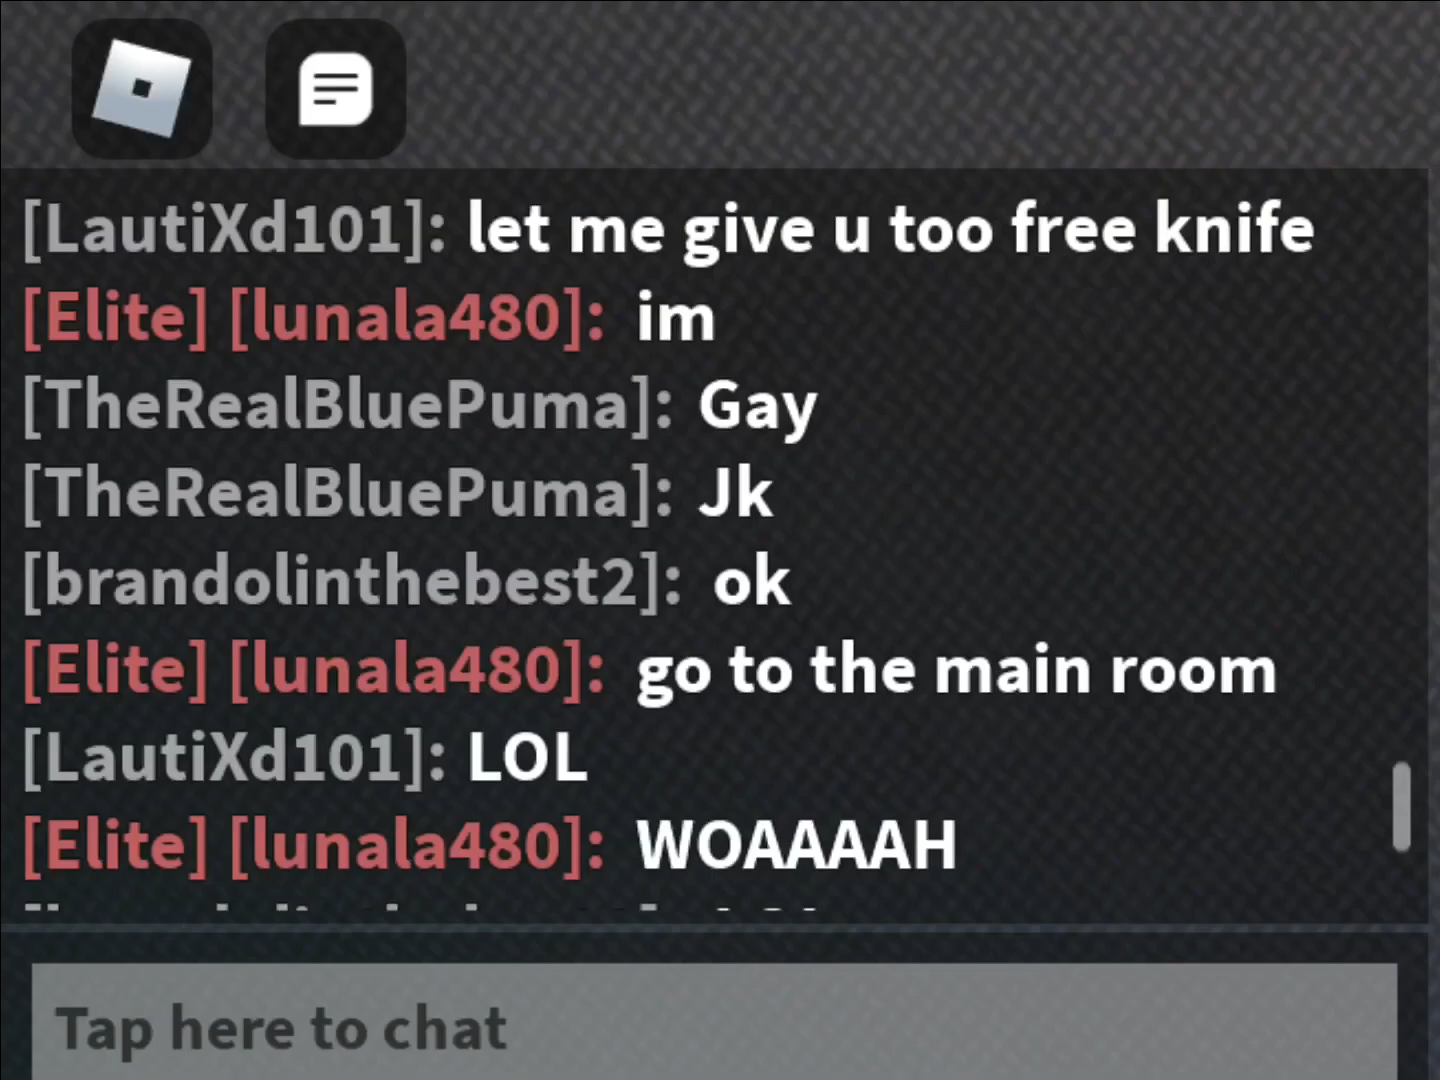 [LautiXd101]: let me give u too free knife
[Elite] [lunala480]: im
[TheRealBluePuma]: Gay
[TheRealBluePuma]: Jk
[brandolinthebest2]: ok
[Elite] [lunala480]: go to the main room
[LautiXd101]: LOL
[Elite] [lunala480]: WOAAAAH
Tap here to chat